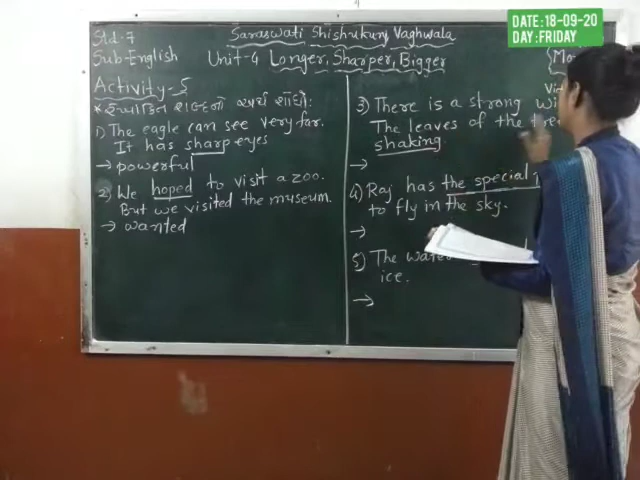 DATE:18-09-20
DAY:FRIDAY
Std-7
Saraswati Shishukunj Vaghwala
Sub-English
Unit-4 Longer, Sharper, Bigger
Activity-5
1) The eagle can see very far.
It has sharp eyes
→ powerful
2) We hoped to visit a zoo.
But we visited the museum.
→ wanted
3) There is a strong
The leaves of the
shaking.
→
4) Raj has the special
to fly in the sky.
→
5) The
ice.
→